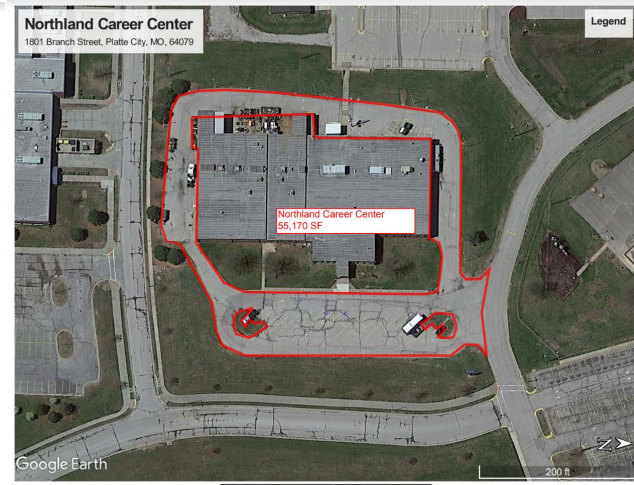 Northland Career Center
1801 Branch Street, Platte City, MO, 64079
Legend
Northland Career Center
55,170 SF
Google Earth
N
200 ft